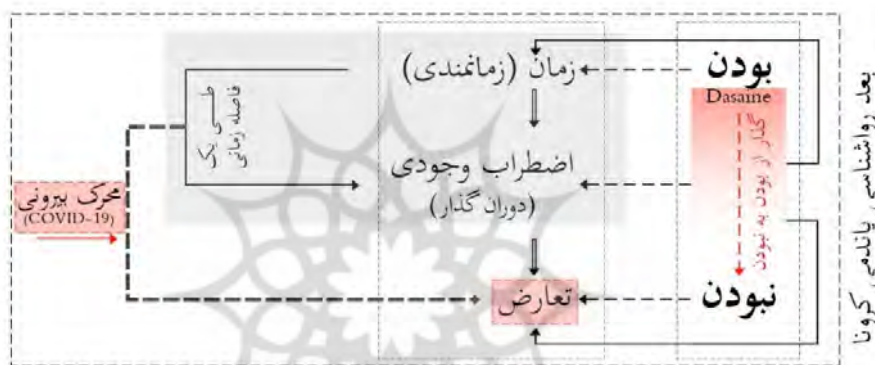 بعد رواشناسی پاندمی کرونا
بودن
Dasaine
گذار از بودن به نبودن
نبودن
زمان (زمانمندی)
اضطراب وجودی
(دوران گذار)
تعارض
طی یک
فاصله زمانی
محرک بیرونی
(COVID-19)